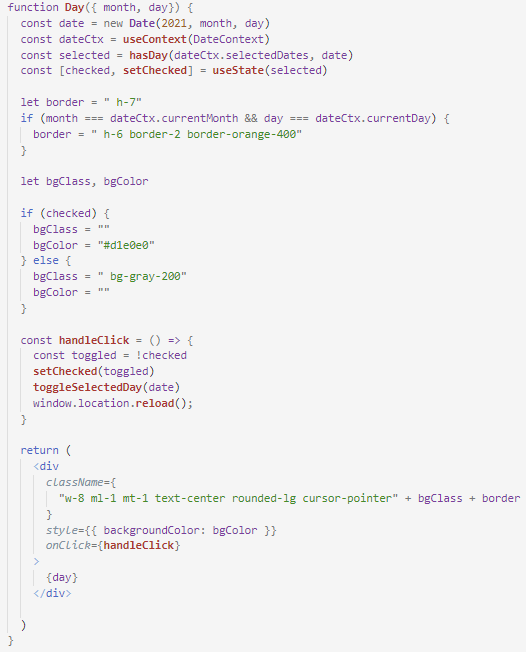 function Day({ month, day}) {
const date = new Date(2021, month, day)
const dateCtx = useContext(DateContext)
const selected = hasDay(dateCtx.selectedDates, date)
const [checked, setChecked] = useState(selected)
let border = " h-7"
if (month === dateCtx.currentMonth && day === dateCtx.currentDay) {
border = " h-6 border-2 border-orange-400"
}
let bgClass, bgColor
if (checked) {
bgClass = ""
bgColor = "#d1e0e0"
} else {
bgClass = " bg-gray-200"
bgColor = ""
}
const handleClick = () => {
const toggled = !checked
setChecked(toggled)
toggleSelectedDay(date)
window.location.reload();
}
return (
<div
className={
"w-8 ml-1 mt-1 text-center rounded-lg cursor-pointer" + bgClass + border
}
style={{ backgroundColor: bgColor }}
onClick={handleClick}
>
{day}
</div>
)
}